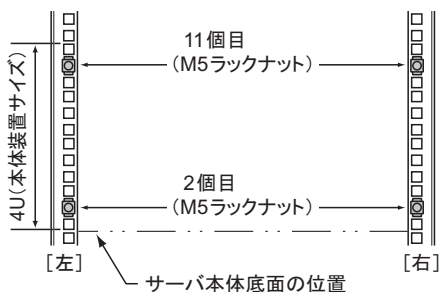 11個目
(M5ラックナット)
4U(本体装置サイズ)
2個目
(M5ラックナット)
[左]
[右]
サーバ本体底面の位置